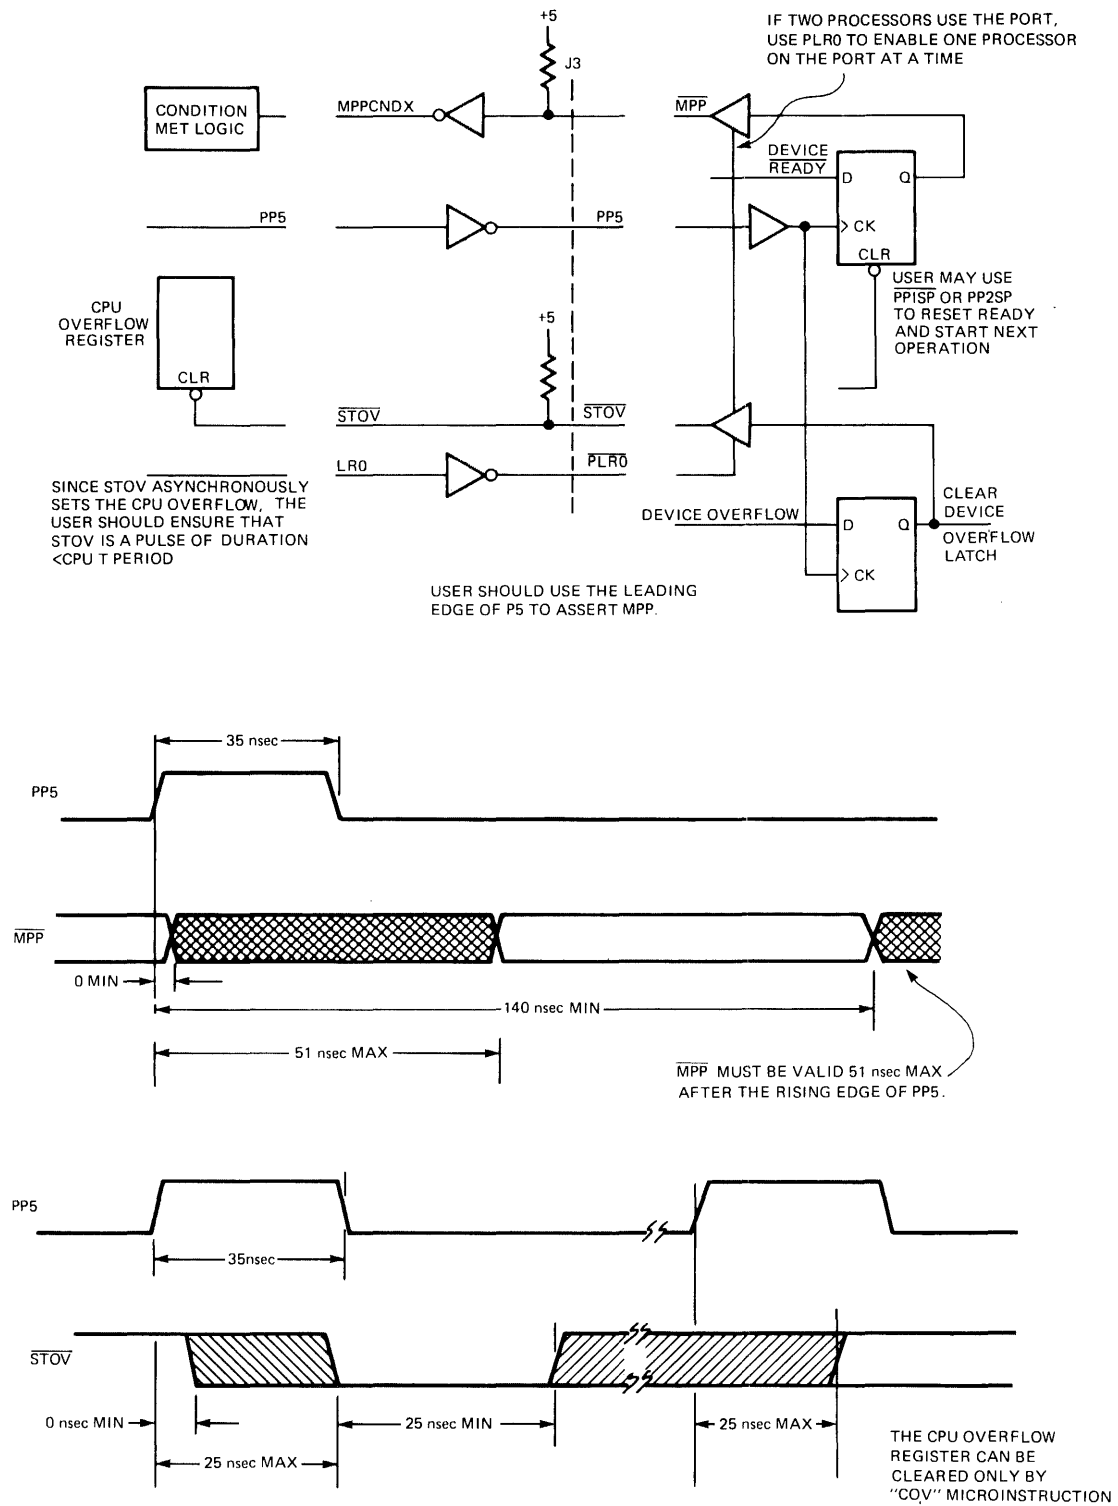 +5
IF TWO PROCESSORS USE THE PORT,
USE PLR0 TO ENABLE ONE PROCESSOR
ON THE PORT AT A TIME
J3
CONDITION
MET LOGIC
MPPCNDX
MPP
DEVICE
READY
D
Q
PP5
PP5
CK
CLR
USER MAY USE
PP1SP OR PP2SP
TO RESET READY
AND START NEXT
OPERATION
CPU
OVERFLOW
REGISTER
CLR
+5
STOV
STOV
LR0
PLR0
SINCE STOV ASYNCHRONOUSLY
SETS THE CPU OVERFLOW, THE
USER SHOULD ENSURE THAT
STOV IS A PULSE OF DURATION
<CPU T PERIOD
DEVICE OVERFLOW
D
Q
CLEAR
DEVICE
OVERFLOW
LATCH
CK
USER SHOULD USE THE LEADING
EDGE OF P5 TO ASSERT MPP.
35 nsec
PP5
MPP
0 MIN
140 nsec MIN
51 nsec MAX
MPP MUST BE VALID 51 nsec MAX
AFTER THE RISING EDGE OF PP5.
PP5
35nsec
STOV
0 nsec MIN
25 nsec MIN
25 nsec MAX
25 nsec MAX
THE CPU OVERFLOW
REGISTER CAN BE
CLEARED ONLY BY
"COV" MICROINSTRUCTION